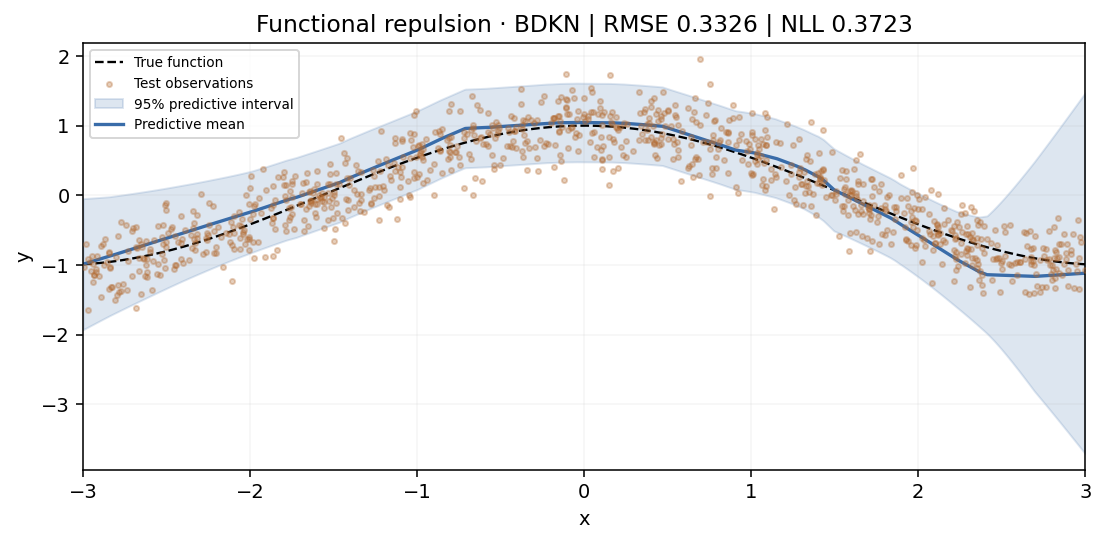 Functional repulsion · BDKN | RMSE 0.3326 | NLL 0.3723
True function
Test observations
95% predictive interval
Predictive mean
2
1
0
−1
−2
−3
y
−3
−2
−1
0
1
2
3
x